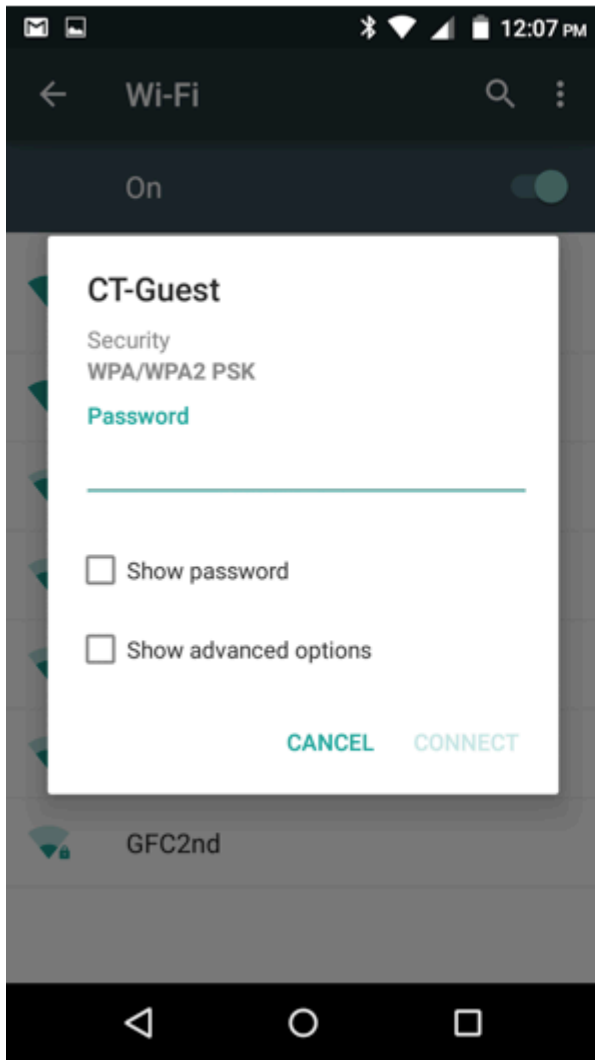 12:07 PM
Wi-Fi
On
CT-Guest
Security
WPA/WPA2 PSK
Password
Show password
Show advanced options
CANCEL CONNECT
GFC2nd